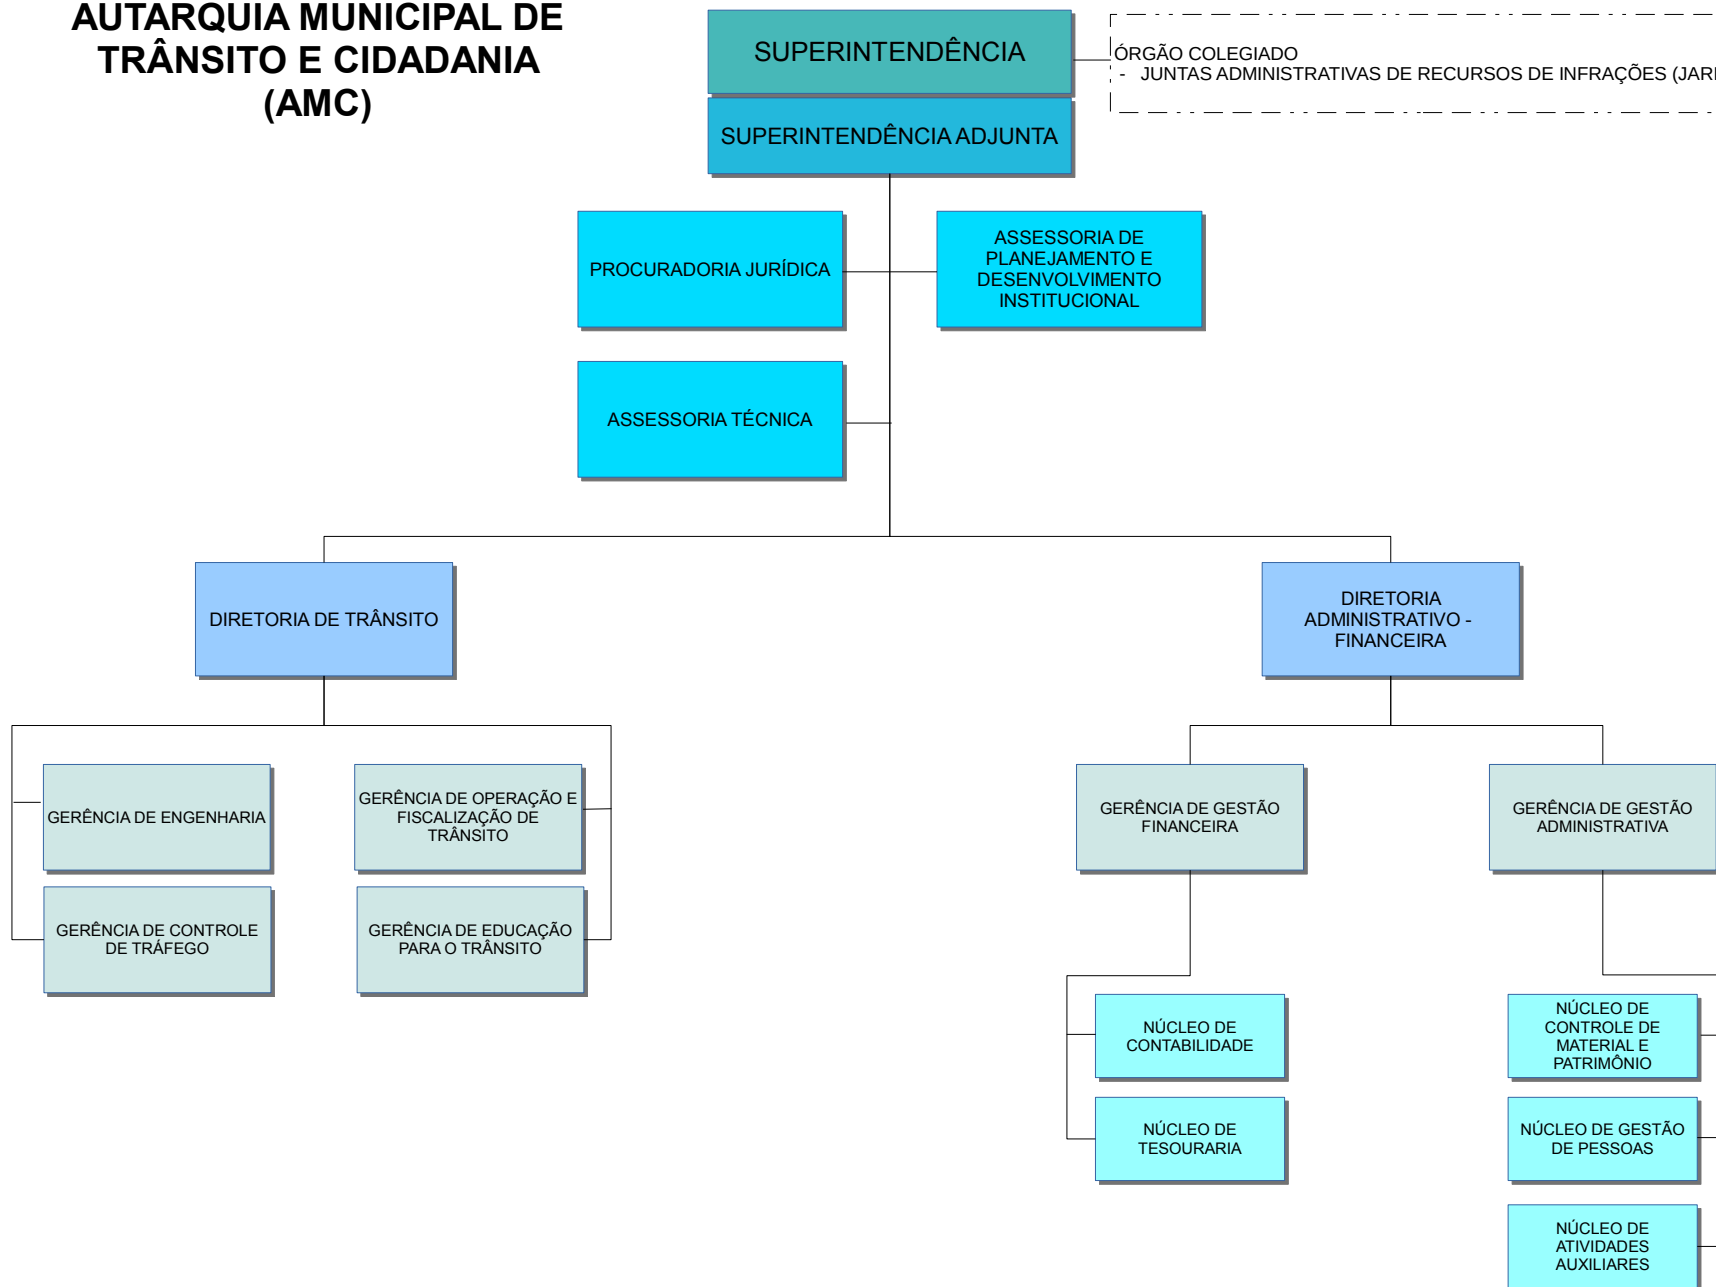 AUTARQUIA MUNICIPAL DE
TRÂNSITO E CIDADANIA
(AMC)
SUPERINTENDÊNCIA
ÓRGÃO COLEGIADO
- JUNTAS ADMINISTRATIVAS DE RECURSOS DE INFRAÇÕES (JARI
SUPERINTENDÊNCIA ADJUNTA
PROCURADORIA JURÍDICA
ASSESSORIA DE
PLANEJAMENTO E
DESENVOLVIMENTO
INSTITUCIONAL
ASSESSORIA TÉCNICA
DIRETORIA DE TRÂNSITO
DIRETORIA
ADMINISTRATIVO -
FINANCEIRA
GERÊNCIA DE ENGENHARIA
GERÊNCIA DE OPERAÇÃO E
FISCALIZAÇÃO DE
TRÂNSITO
GERÊNCIA DE GESTÃO
FINANCEIRA
GERÊNCIA DE GESTÃO
ADMINISTRATIVA
GERÊNCIA DE CONTROLE
DE TRÁFEGO
GERÊNCIA DE EDUCAÇÃO
PARA O TRÂNSITO
NÚCLEO DE
CONTABILIDADE
NÚCLEO DE
CONTROLE DE
MATERIAL E
PATRIMÔNIO
NÚCLEO DE
TESOURARIA
NÚCLEO DE GESTÃO
DE PESSOAS
NÚCLEO DE
ATIVIDADES
AUXILIARES